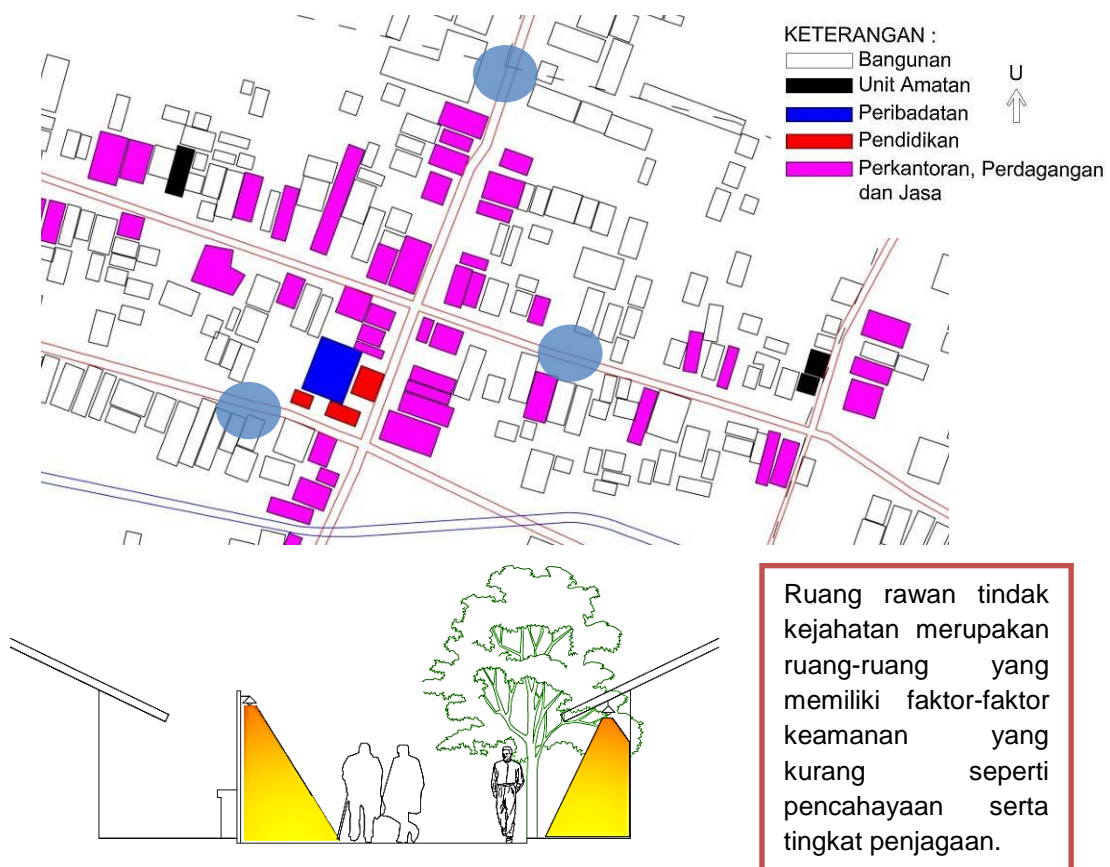 KETERANGAN :
Bangunan
Unit Amatan
Peribadatan
Pendidikan
Perkantoran, Perdagangan
dan Jasa
U
Ruang rawan tindak
kejahatan merupakan
ruang-ruang yang
memiliki faktor-faktor
keamanan yang
kurang seperti
pencahayaan serta
tingkat penjagaan.